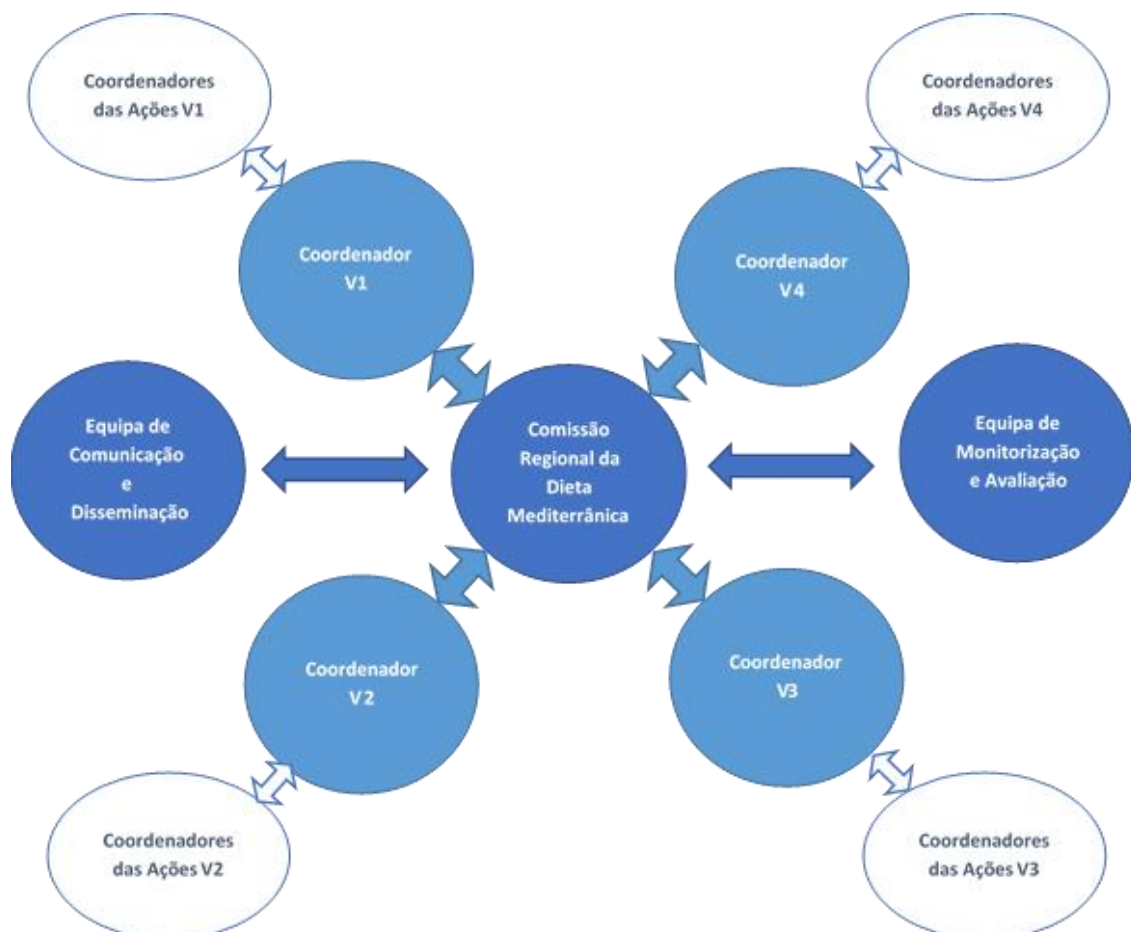 Coordenadores
das Ações V1
Coordenadores
das Ações V4
Coordenador
V1
Coordenador
V4
Equipa de
Comunicação
e
Disseminação
Comissão
Regional da
Dieta
Mediterrânica
Equipa de
Monitorização
e Avaliação
Coordenador
V2
Coordenador
V3
Coordenadores
das Ações V2
Coordenadores
das Ações V3